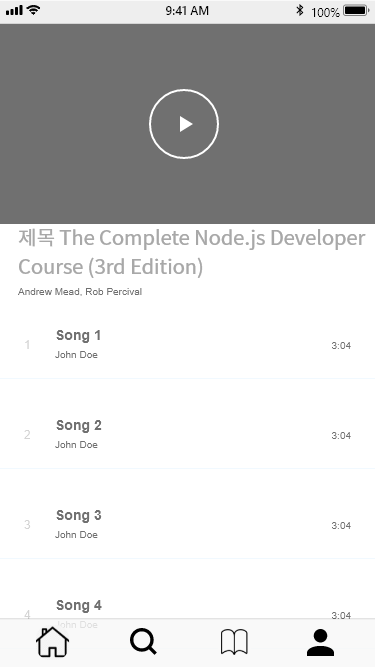 9:41 AM
100%
제목 The Complete Node.js Developer
Course (3rd Edition)
Andrew Mead, Rob Percival
1
Song 1
John Doe
3:04
2
Song 2
John Doe
3:04
3
Song 3
John Doe
3:04
4
Song 4
John Doe
3:04